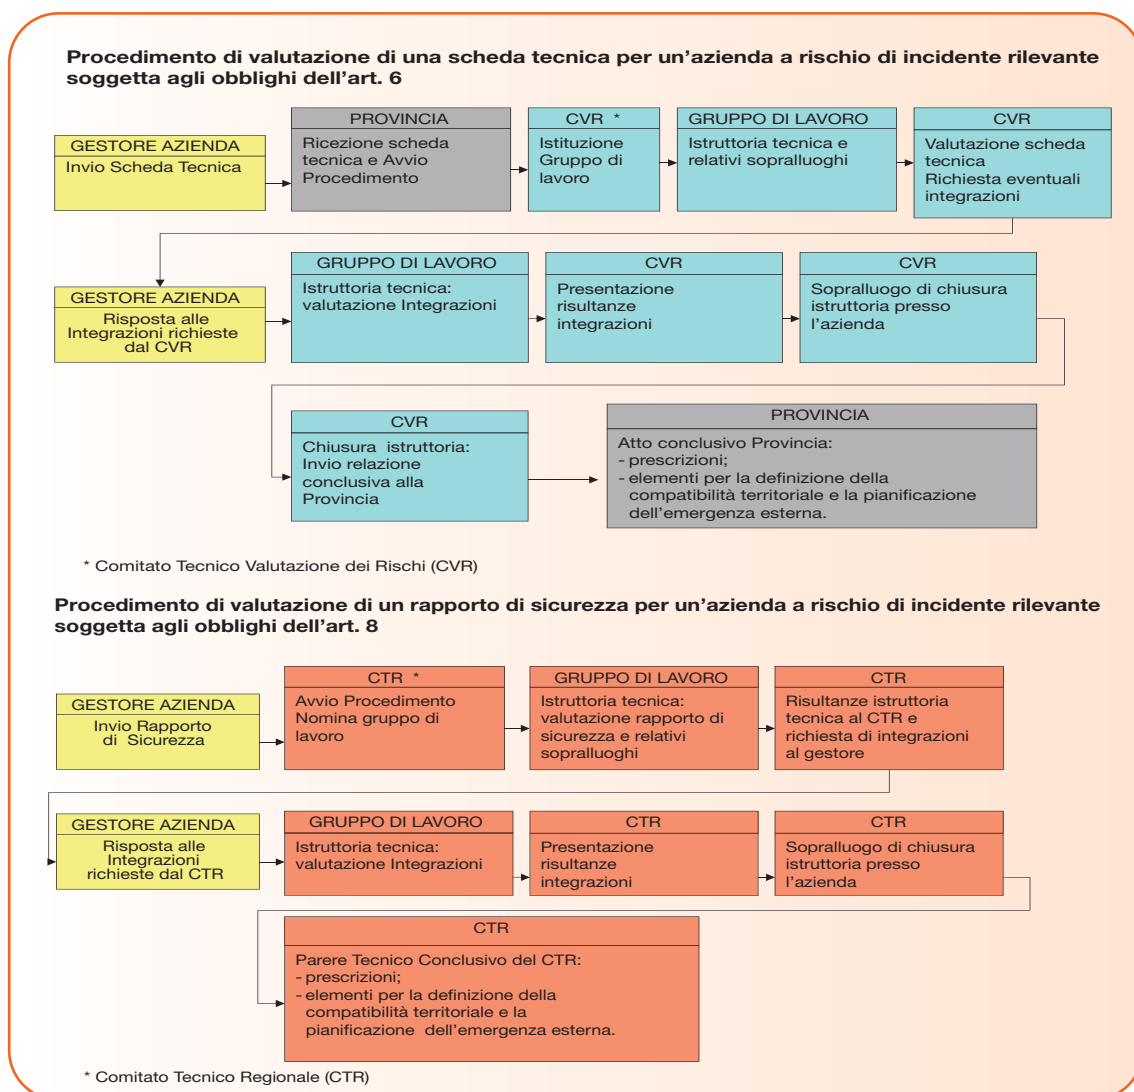 Procedimento di valutazione di una scheda tecnica per un'azienda a rischio di incidente rilevante
soggetta agli obblighi dell'art. 6
GESTORE AZIENDA
Invio Scheda Tecnica
PROVINCIA
Ricezione scheda
tecnica e Avvio
Procedimento
CVR *
Istituzione
Gruppo di
lavoro
GRUPPO DI LAVORO
Istruttoria tecnica e
relativi sopralluoghi
CVR
Valutazione scheda
tecnica
Richiesta eventuali
integrazioni
GESTORE AZIENDA
Risposta alle
Integrazioni richieste
dal CVR
GRUPPO DI LAVORO
Istruttoria tecnica:
valutazione Integrazioni
CVR
Presentazione
risultanze
integrazioni
CVR
Sopralluogo di chiusura
istruttoria presso
l'azienda
CVR
Chiusura istruttoria:
Invio relazione
conclusiva alla
Provincia
PROVINCIA
Atto conclusivo Provincia:
- prescrizioni;
- elementi per la definizione della
compatibilità territoriale e la pianificazione
dell'emergenza esterna.
* Comitato Tecnico Valutazione dei Rischi (CVR)
Procedimento di valutazione di un rapporto di sicurezza per un'azienda a rischio di incidente rilevante
soggetta agli obblighi dell'art. 8
GESTORE AZIENDA
Invio Rapporto
di Sicurezza
CTR *
Avvio Procedimento
Nomina gruppo di
lavoro
GRUPPO DI LAVORO
Istruttoria tecnica:
valutazione rapporto di
sicurezza e relativi
sopralluoghi
CTR
Risultanze istruttoria
tecnica al CTR e
richiesta di integrazioni
al gestore
GESTORE AZIENDA
Risposta alle
Integrazioni
richieste dal CTR
GRUPPO DI LAVORO
Istruttoria tecnica:
valutazione Integrazioni
CTR
Presentazione
risultanze
integrazioni
CTR
Sopralluogo di chiusura
istruttoria presso
l'azienda
CTR
Parere Tecnico Conclusivo del CTR:
- prescrizioni;
- elementi per la definizione della
compatibilità territoriale e la
pianificazione dell'emergenza esterna.
* Comitato Tecnico Regionale (CTR)